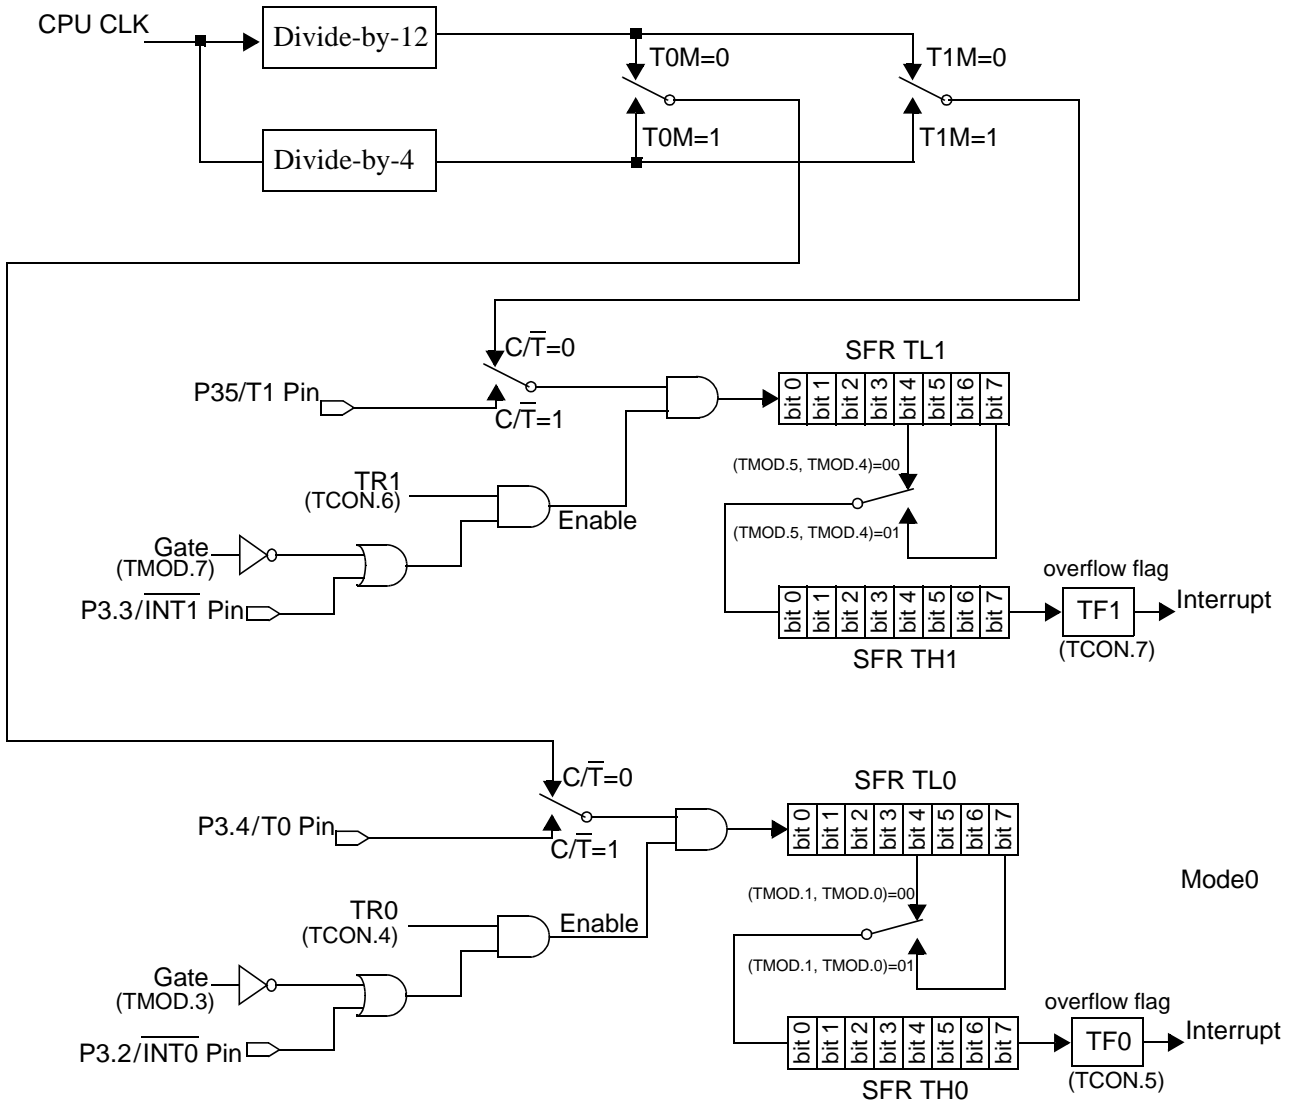 CPU CLK
Divide-by-12
T0M=0
T1M=0
T0M=1
T1M=1
Divide-by-4
C/T̅=0
SFR TL1
P35/T1 Pin
bit 0 bit 1 bit 2 bit 3 bit 4 bit 5 bit 6 bit 7
C/T̅=1
(TMOD.5, TMOD.4)=00
TR1
(TCON.6)
Enable
(TMOD.5, TMOD.4)=01
Gate
(TMOD.7)
overflow flag
P3.3/I̅N̅T̅1̅ Pin
bit 0 bit 1 bit 2 bit 3 bit 4 bit 5 bit 6 bit 7
TF1
Interrupt
SFR TH1
(TCON.7)
C/T̅=0
SFR TL0
P3.4/T0 Pin
bit 0 bit 1 bit 2 bit 3 bit 4 bit 5 bit 6 bit 7
C/T̅=1
Mode0
(TMOD.1, TMOD.0)=00
TR0
(TCON.4)
Enable
(TMOD.1, TMOD.0)=01
Gate
(TMOD.3)
overflow flag
P3.2/I̅N̅T̅0̅ Pin
bit 0 bit 1 bit 2 bit 3 bit 4 bit 5 bit 6 bit 7
TF0
Interrupt
SFR TH0
(TCON.5)